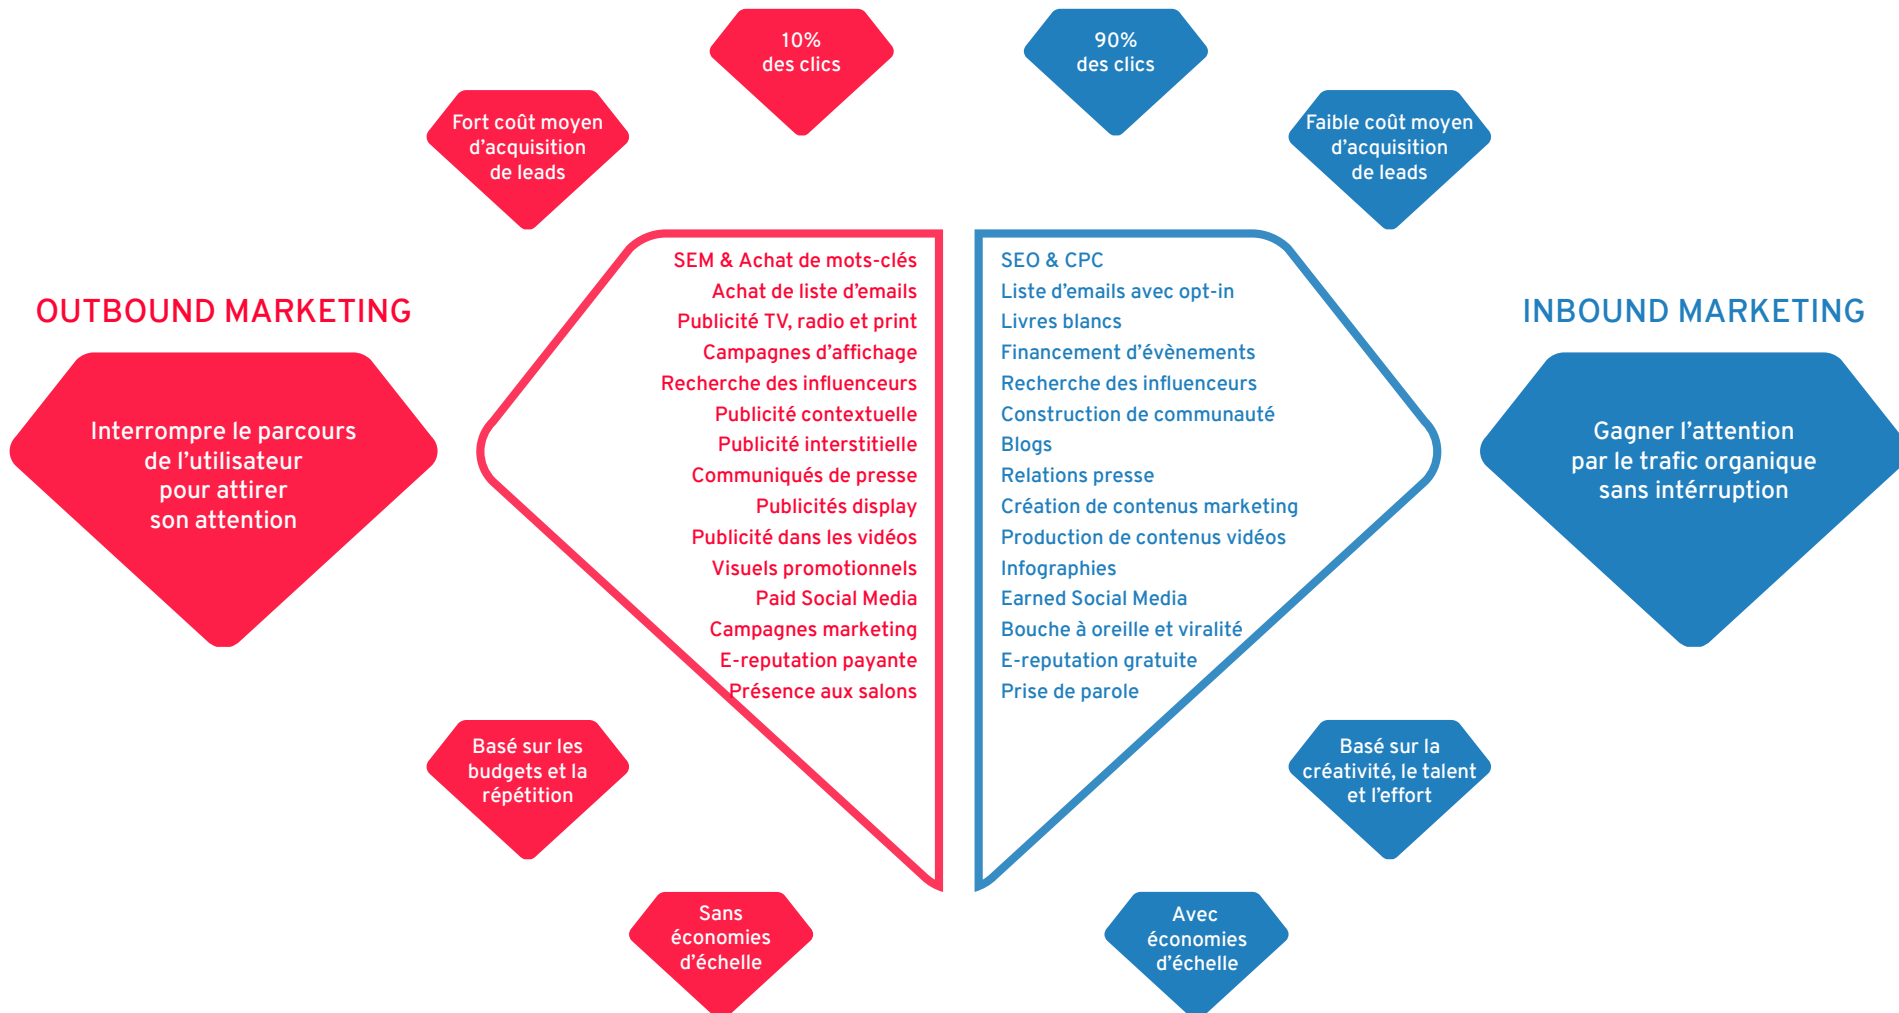 10%
des clics
90%
des clics
Fort coût moyen
d'acquisition
de leads
Faible coût moyen
d'acquisition
de leads
OUTBOUND MARKETING
Interrompre le parcours
de l'utilisateur
pour attirer
son attention
SEM & Achat de mots-clés
Achat de liste d'emails
Publicité TV, radio et print
Campagnes d'affichage
Recherche des influenceurs
Publicité contextuelle
Publicité interstitielle
Communiqués de presse
Publicités display
Publicité dans les vidéos
Visuels promotionnels
Paid Social Media
Campagnes marketing
E-reputation payante
Présence aux salons
SEO & CPC
Liste d'emails avec opt-in
Livres blancs
Financement d'évènements
Recherche des influenceurs
Construction de communauté
Blogs
Relations presse
Création de contenus marketing
Production de contenus vidéos
Infographies
Earned Social Media
Bouche à oreille et viralité
E-reputation gratuite
Prise de parole
INBOUND MARKETING
Gagner l'attention
par le trafic organique
sans intérruption
Basé sur les
budgets et la
répétition
Basé sur la
créativité, le talent
et l'effort
Sans
économies
d'échelle
Avec
économies
d'échelle